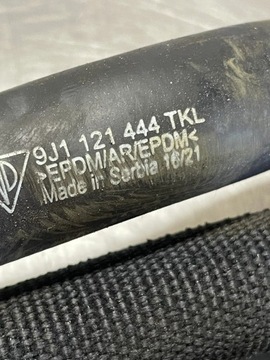 9J1 121 444 TKL
>EPDM/AR/EPDM<
Made in Serbia 16/21